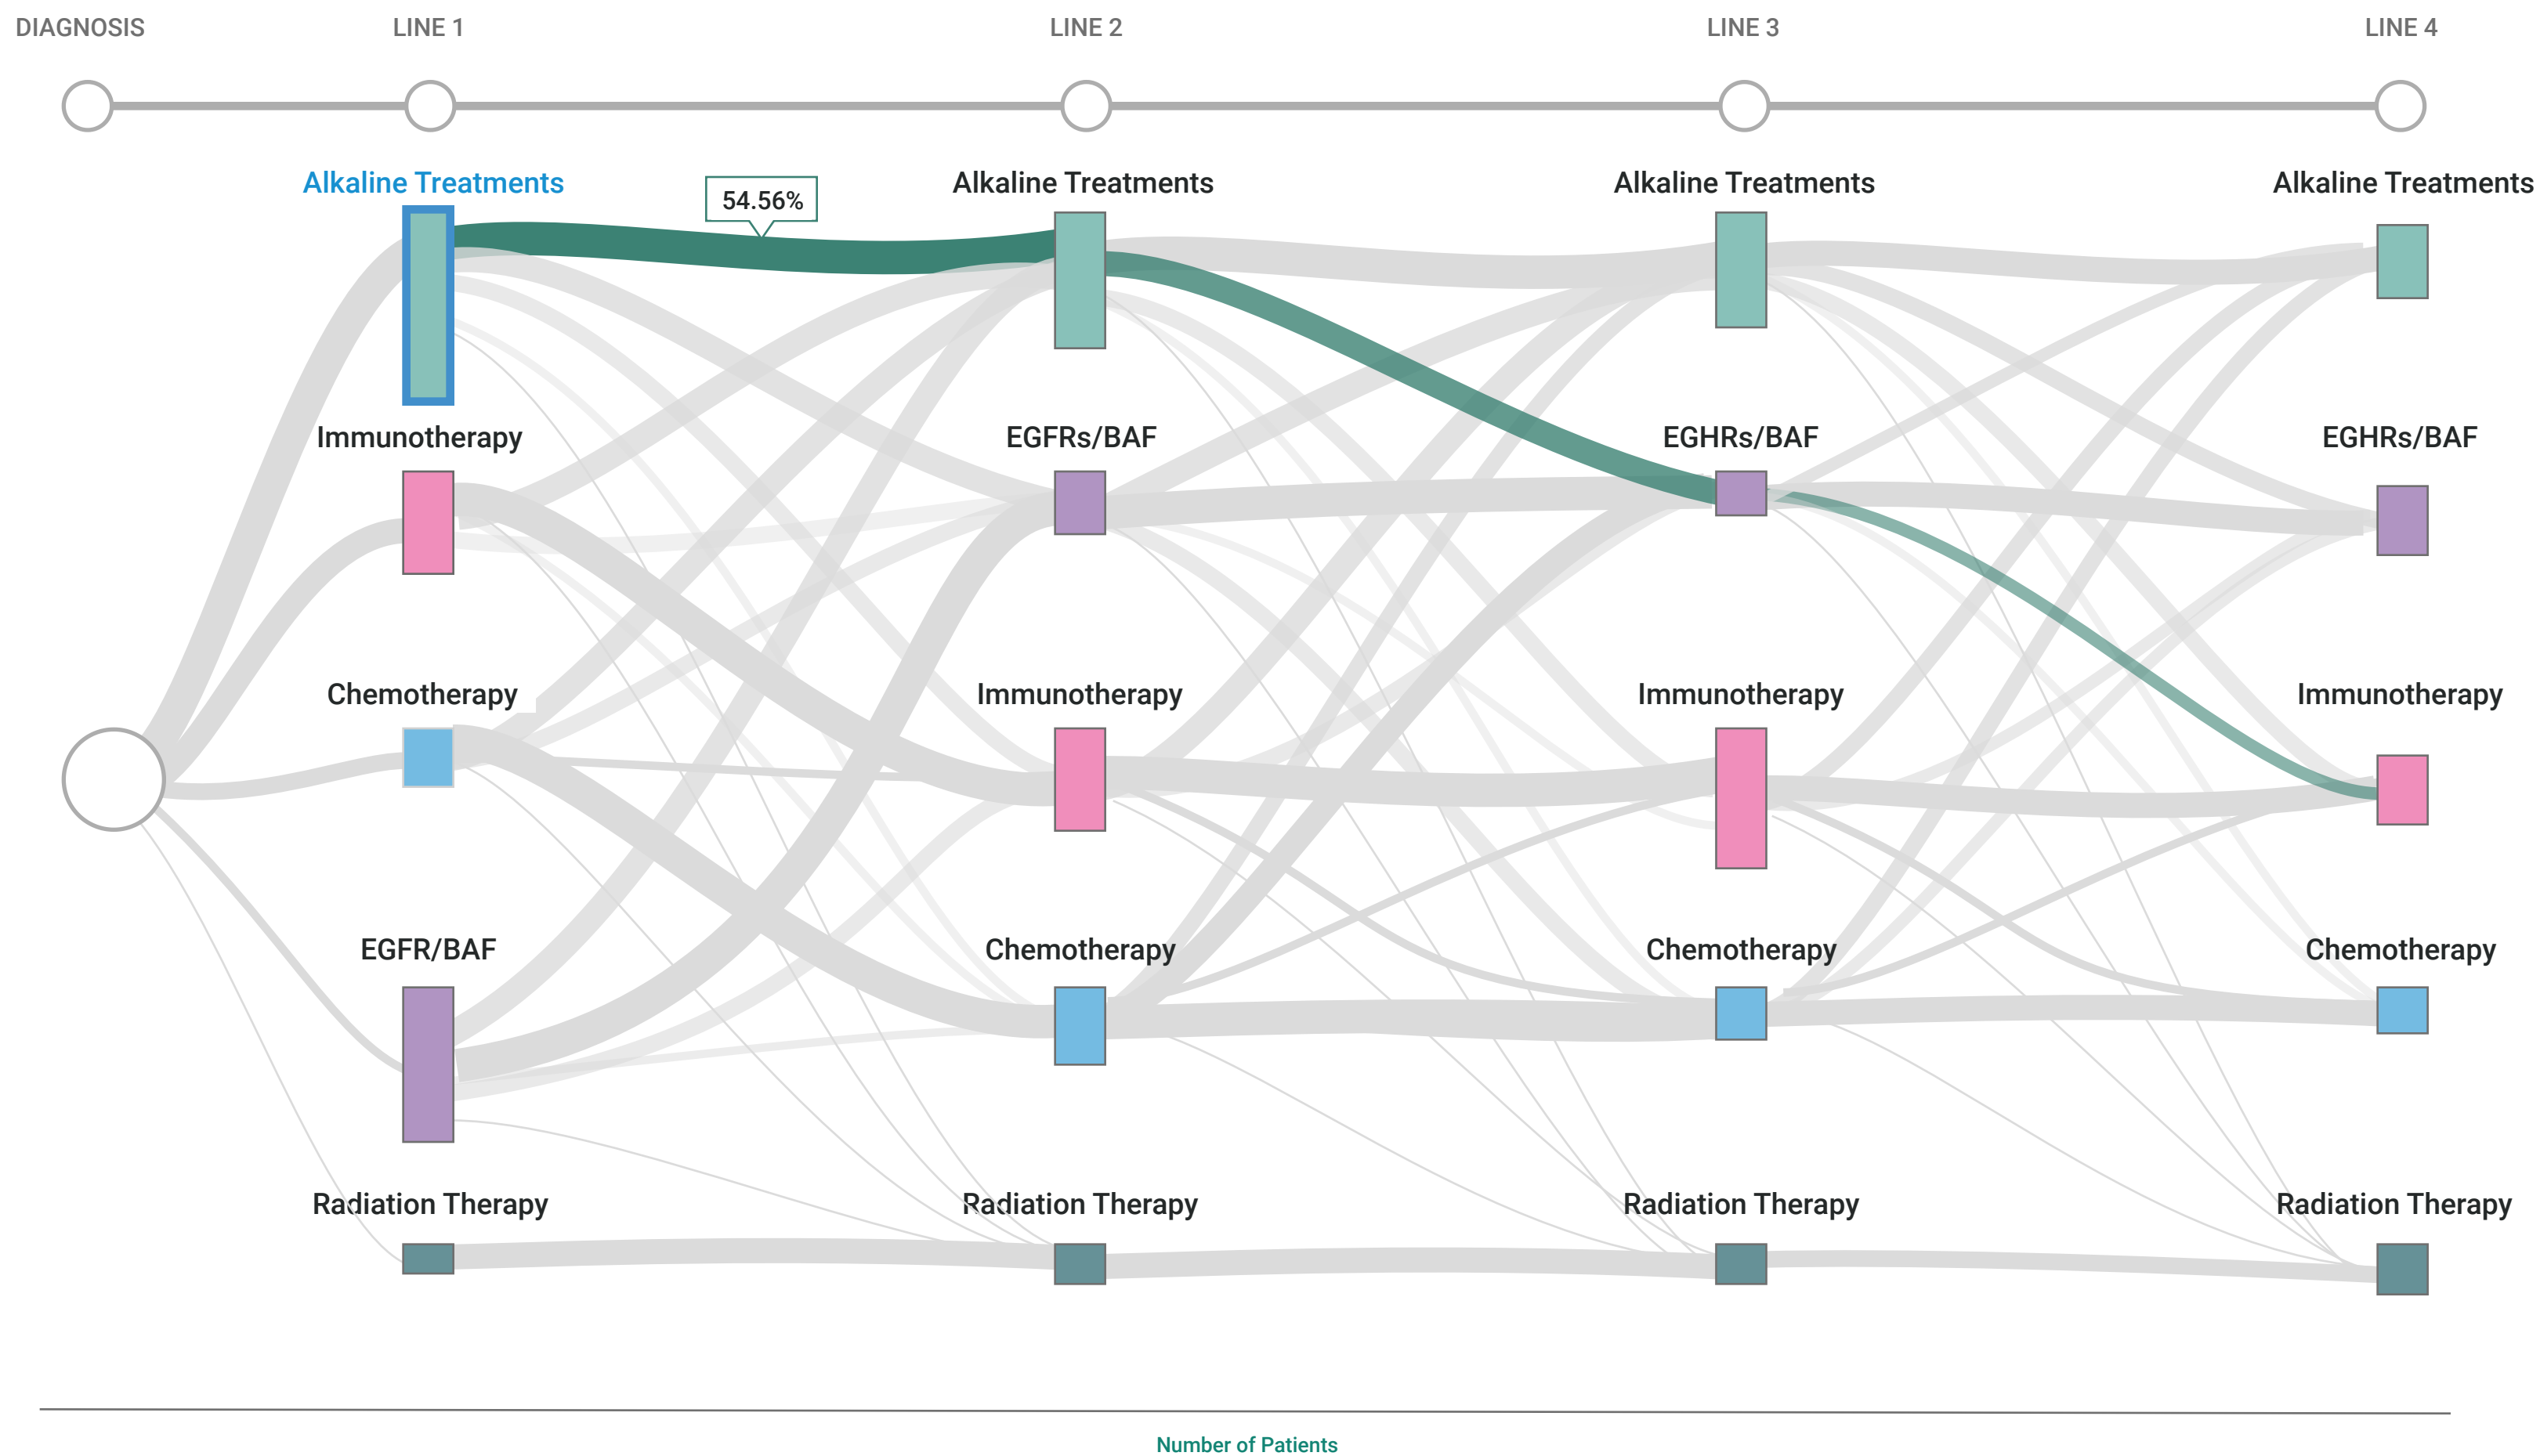 DIAGNOSIS
LINE 1
LINE 2
LINE 3
LINE 4
Alkaline Treatments
54.56%
Alkaline Treatments
Alkaline Treatments
Alkaline Treatments
Immunotherapy
EGFRs/BAF
EGHRs/BAF
EGHRs/BAF
Chemotherapy
Immunotherapy
Immunotherapy
Immunotherapy
EGFR/BAF
Chemotherapy
Chemotherapy
Chemotherapy
Radiation Therapy
Radiation Therapy
Radiation Therapy
Radiation Therapy
Number of Patients